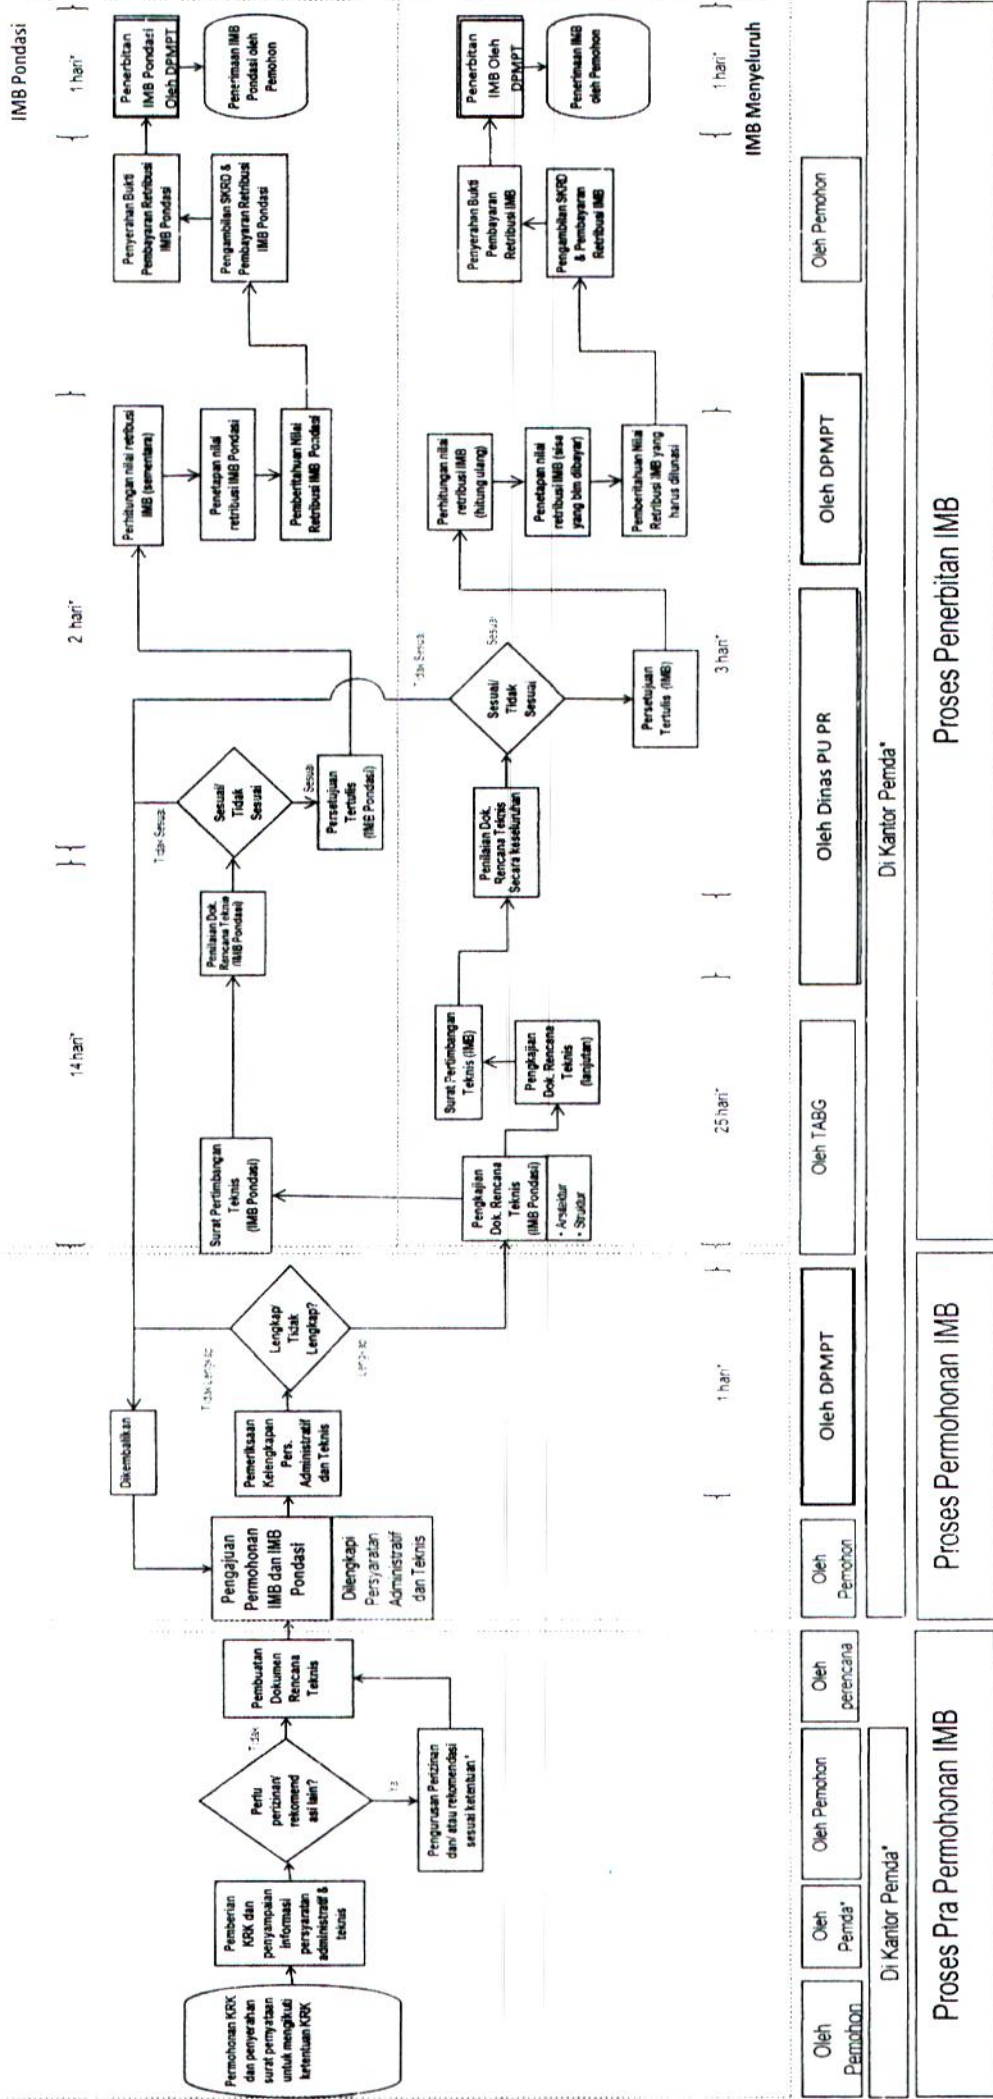 Permohonan KRK
dan penyerahan
surat pernyataan
untuk mengikuti
ketentuan KRK
Pemberian
KRK dan
penyampaian
informasi
persyaratan
administratif &
teknis
Perlu
perizinan/
rekomend
asi lain?
Tidak
Ya
Pengurusan Perizinan
dan/ atau rekomendasi
sesuai ketentuan*
Pembuatan
Dokumen
Rencana
Teknis
Pengajuan
Permohonan
IMB dan IMB
Pondasi
Dilengkapi
Persyaratan
Administratif
dan Teknis
Dikembalikan
Pemeriksaan
Kelengkapan
Pers.
Administratif
dan Teknis
Lengkap/
Tidak
Lengkap?
Tidak Lengkap
Lengkap
{ 1 hari* }
IMB Pondasi
{ 14 hari* }
{ 2 hari* }
{ 1 hari* }
Surat Pertimbangan
Teknis
(IMB Pondasi)
Penilaian Dok.
Rencana Teknis
(IMB Pondasi)
Sesuai/
Tidak
Sesuai
Tidak Sesuai
Sesuai
Persetujuan
Tertulis
(IMB Pondasi)
Perhitungan nilai retribusi
IMB (sementara)
Penetapan nilai
retribusi IMB Pondasi
Pemberitahuan Nilai
Retribusi IMB Pondasi
Pengambilan SKRD &
Pembayaran Retribusi
IMB Pondasi
Penyerahan Bukti
Pembayaran Retribusi
IMB Pondasi
Penerbitan
IMB Pondasi
Oleh DPMPT
Penerimaan IMB
Pondasi oleh
Pemohon
Pengkajian
Dok. Rencana
Teknis
(IMB Pondasi)
* Arsitektur
* Struktur
Pengkajian
Dok. Rencana
Teknis
(lanjutan)
Surat Pertimbangan
Teknis (IMB)
Penilaian Dok.
Rencana Teknis
Secara keseluruhan
Sesuai/
Tidak
Sesuai
Tidak Sesuai
Sesuai
Persetujuan
Tertulis (IMB)
Perhitungan nilai
retribusi IMB
(hitung ulang)
Penetapan nilai
retribusi IMB (sisa
yang blm dibayar)
Pemberitahuan Nilai
Retribusi IMB yang
harus dilunasi
Pengambilan SKRD
& Pembayaran
Retribusi IMB
Penyerahan Bukti
Pembayaran
Retribusi IMB
Penerbitan
IMB Oleh
DPMPT
Penerimaan IMB
oleh Pemohon
{ 25 hari* }
{ 3 hari* }
{ 1 hari* }
IMB Menyeluruh
Oleh
Pemohon
Oleh
Pemda*
Oleh Pemohon
Oleh
perencana
Oleh
Pemohon
Oleh DPMPT
Oleh TABG
Oleh Dinas PU PR
Oleh DPMPT
Oleh Pemohon
Di Kantor Pemda*
Di Kantor Pemda*
Proses Pra Permohonan IMB
Proses Permohonan IMB
Proses Penerbitan IMB